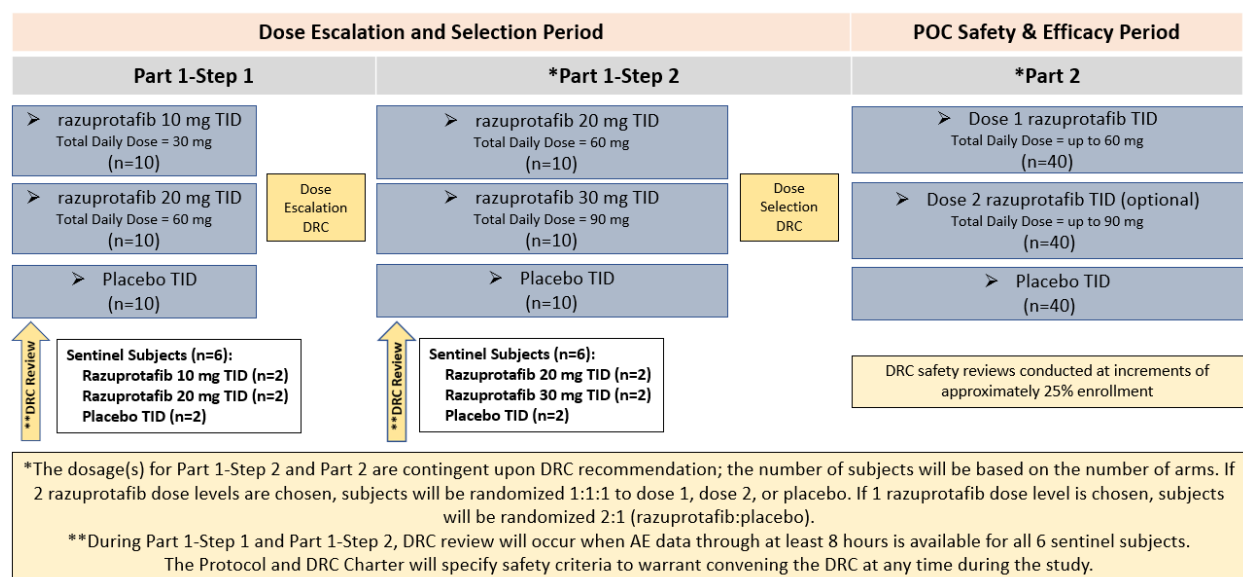 Dose Escalation and Selection Period
POC Safety & Efficacy Period
Part 1-Step 1
*Part 1-Step 2
*Part 2
➤ razuprotafib 10 mg TID
Total Daily Dose = 30 mg
(n=10)
➤ razuprotafib 20 mg TID
Total Daily Dose = 60 mg
(n=10)
➤ Placebo TID
(n=10)
Dose
Escalation
DRC
➤ razuprotafib 20 mg TID
Total Daily Dose = 60 mg
(n=10)
➤ razuprotafib 30 mg TID
Total Daily Dose = 90 mg
(n=10)
➤ Placebo TID
(n=10)
Dose
Selection
DRC
➤ Dose 1 razuprotafib TID
Total Daily Dose = up to 60 mg
(n=40)
➤ Dose 2 razuprotafib TID (optional)
Total Daily Dose = up to 90 mg
(n=40)
➤ Placebo TID
(n=40)
**DRC Review
Sentinel Subjects (n=6):
Razuprotafib 10 mg TID (n=2)
Razuprotafib 20 mg TID (n=2)
Placebo TID (n=2)
**DRC Review
Sentinel Subjects (n=6):
Razuprotafib 20 mg TID (n=2)
Razuprotafib 30 mg TID (n=2)
Placebo TID (n=2)
DRC safety reviews conducted at increments of
approximately 25% enrollment
*The dosage(s) for Part 1-Step 2 and Part 2 are contingent upon DRC recommendation; the number of subjects will be based on the number of arms. If
2 razuprotafib dose levels are chosen, subjects will be randomized 1:1:1 to dose 1, dose 2, or placebo. If 1 razuprotafib dose level is chosen, subjects
will be randomized 2:1 (razuprotafib:placebo).
**During Part 1-Step 1 and Part 1-Step 2, DRC review will occur when AE data through at least 8 hours is available for all 6 sentinel subjects.
The Protocol and DRC Charter will specify safety criteria to warrant convening the DRC at any time during the study.